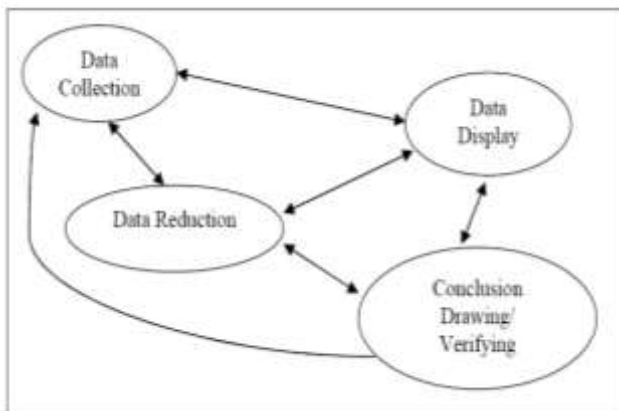 Data
Collection
Data
Display
Data Reduction
Conclusion
Drawing/
Verifying